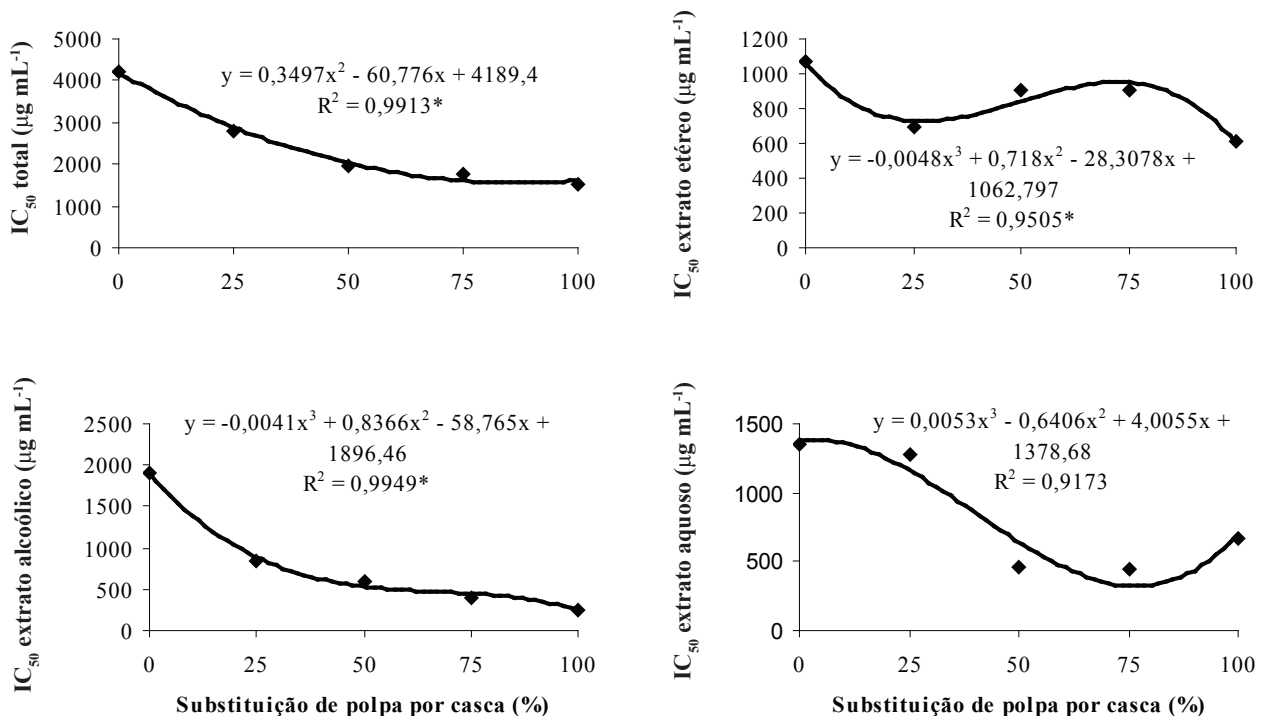 IC50 total (µg mL-1)
5000
4000
3000
2000
1000
0
y = 0,3497x2 - 60,776x + 4189,4
R2 = 0,9913*
0 25 50 75 100
IC50 extrato etéreo (µg mL-1)
1200
1000
800
600
400
200
0
y = -0,0048x3 + 0,718x2 - 28,3078x +
1062,797
R2 = 0,9505*
0 25 50 75 100
IC50 extrato alcoólico (µg mL-1)
2500
2000
1500
1000
500
0
y = -0,0041x3 + 0,8366x2 - 58,765x +
1896,46
R2 = 0,9949*
0 25 50 75 100
Substituição de polpa por casca (%)
IC50 extrato aquoso (µg mL-1)
1500
1000
500
0
y = 0,0053x3 - 0,6406x2 + 4,0055x +
1378,68
R2 = 0,9173
0 25 50 75 100
Substituição de polpa por casca (%)